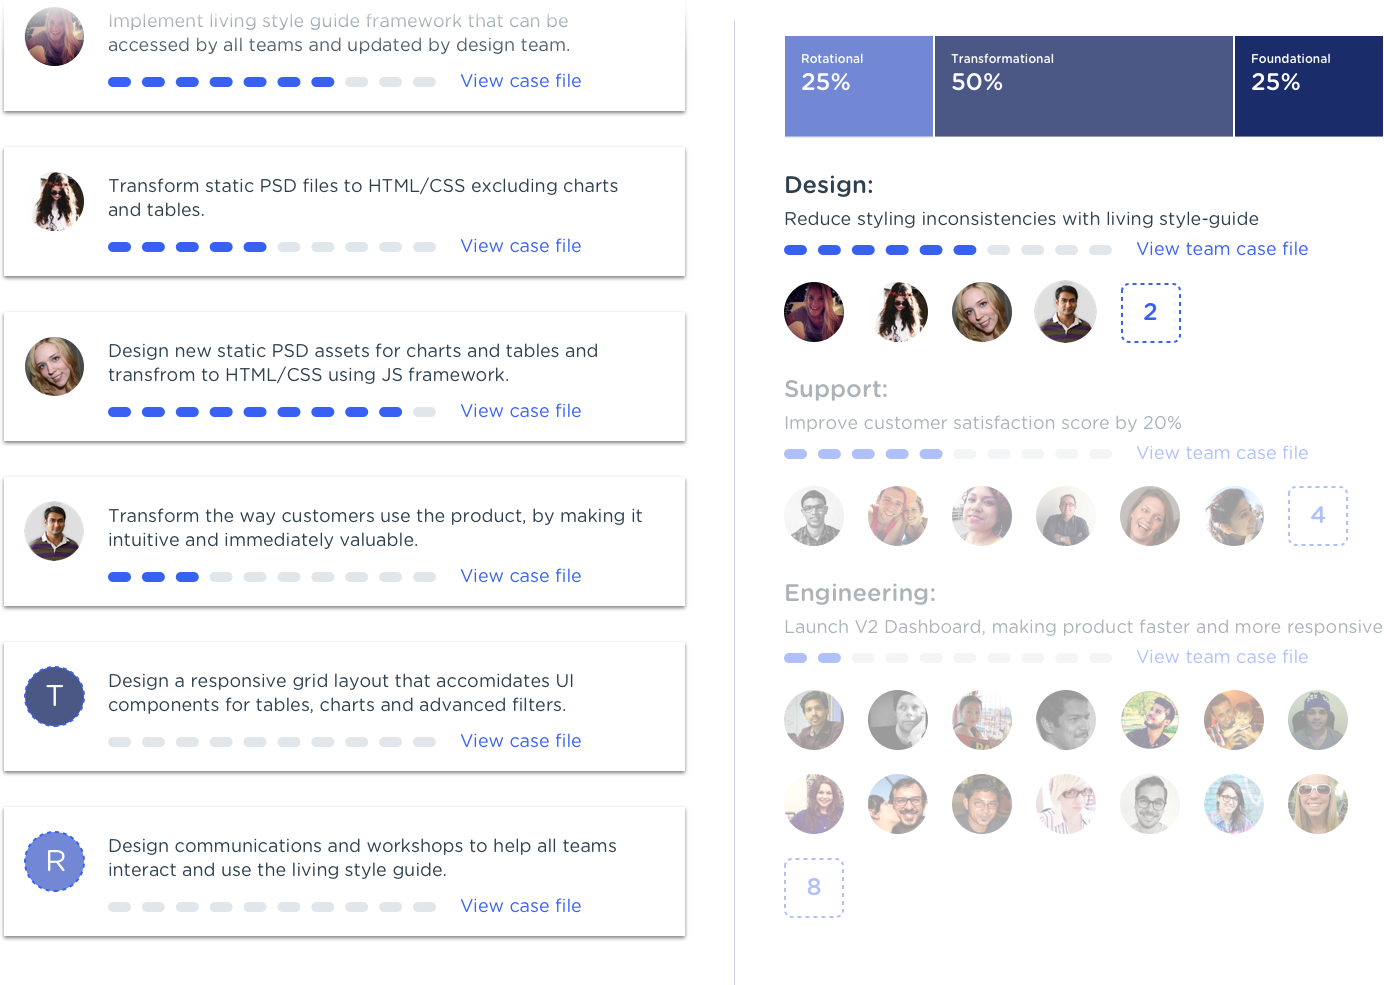 Implement living style guide framework that can be
accessed by all teams and updated by design team.
View case file
Transform static PSD files to HTML/CSS excluding charts
and tables.
View case file
Design new static PSD assets for charts and tables and
transfrom to HTML/CSS using JS framework.
View case file
Transform the way customers use the product, by making it
intuitive and immediately valuable.
View case file
T
Design a responsive grid layout that accomidates UI
components for tables, charts and advanced filters.
View case file
R
Design communications and workshops to help all teams
interact and use the living style guide.
View case file
Rotational
25%
Transformational
50%
Foundational
25%
Design:
Reduce styling inconsistencies with living style-guide
View team case file
2
Support:
Improve customer satisfaction score by 20%
View team case file
4
Engineering:
Launch V2 Dashboard, making product faster and more responsive
View team case file
8